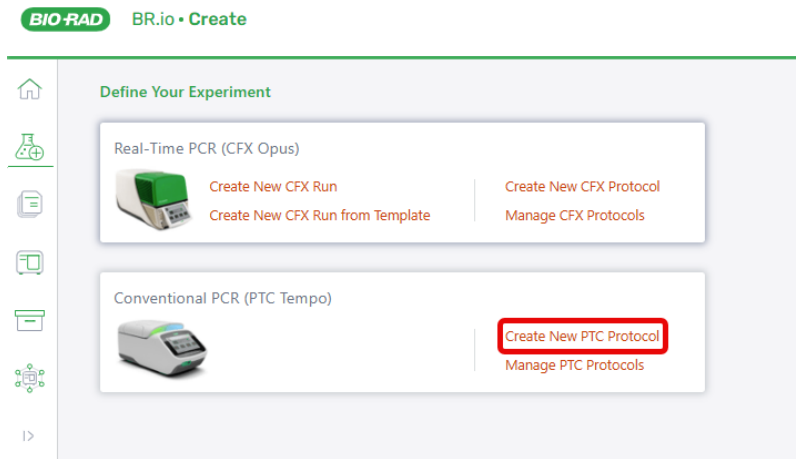 BIO-RAD BR.io • Create
Define Your Experiment
Real-Time PCR (CFX Opus)
Create New CFX Run
Create New CFX Protocol
Create New CFX Run from Template
Manage CFX Protocols
Conventional PCR (PTC Tempo)
Create New PTC Protocol
Manage PTC Protocols